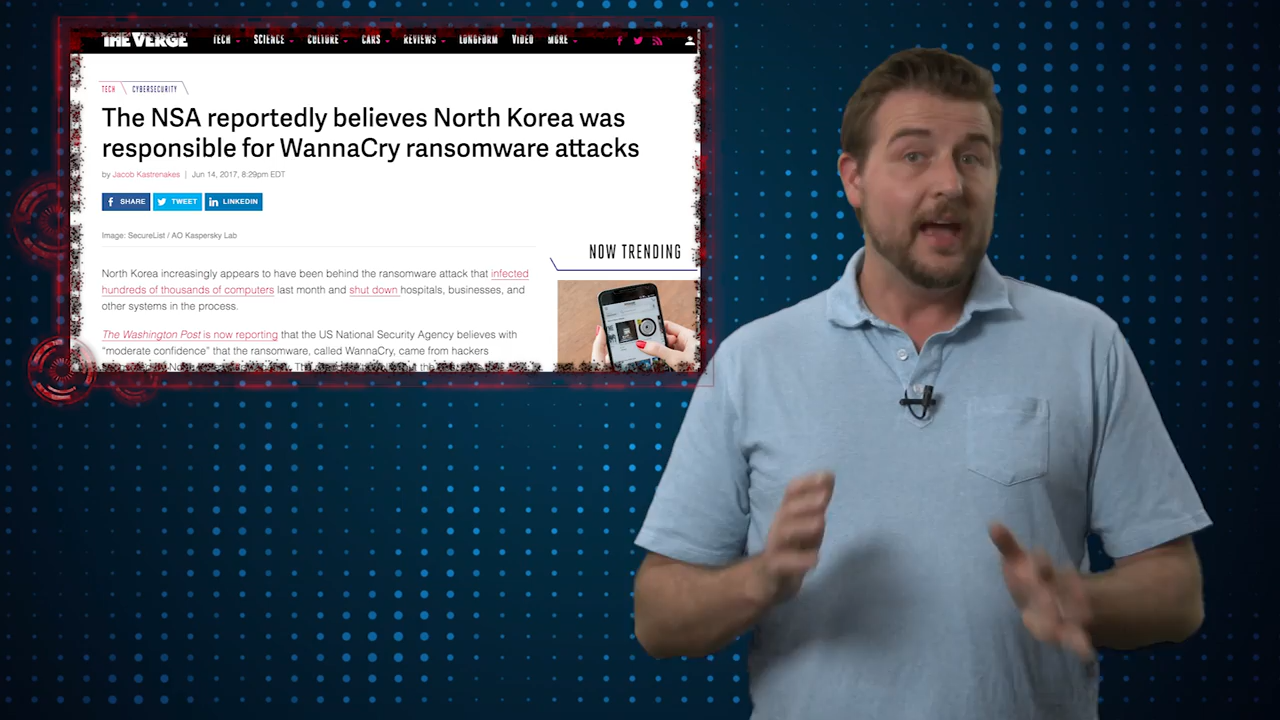 THE VERGE TECH SCIENCE CULTURE CARS REVIEWS LONGFORM VIDEO MORE
TECH CYBERSECURITY
The NSA reportedly believes North Korea was
responsible for WannaCry ransomware attacks
by Jacob Kastrenakes | Jun 14, 2017, 8:29pm EDT
SHARE TWEET LINKEDIN
Image: SecureList / AO Kaspersky Lab
NOW TRENDING
North Korea increasingly appears to have been behind the ransomware attack that infected
hundreds of thousands of computers last month and shut down hospitals, businesses, and
other systems in the process.
The Washington Post is now reporting that the US National Security Agency believes with
"moderate confidence" that the ransomware, called WannaCry, came from hackers